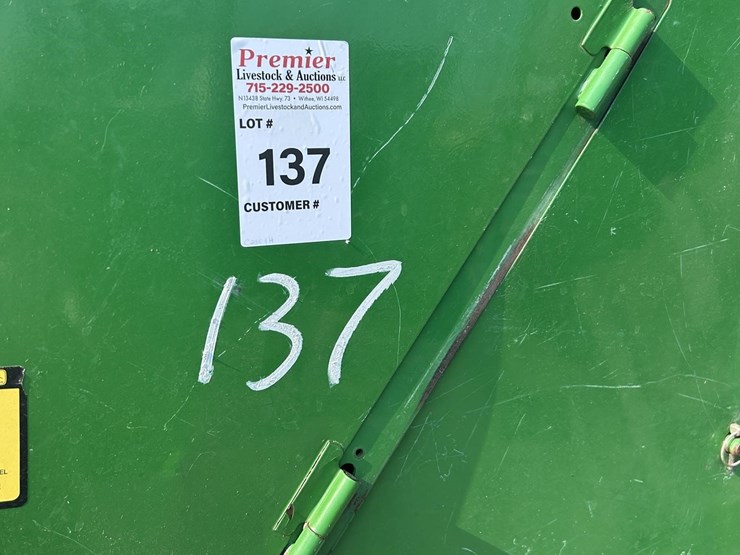 Premier
Livestock & Auctions LLC
715-229-2500
N13438 State Hwy. 73 • Withee, WI 54498
PremierLivestockandAuctions.com
LOT #
137
CUSTOMER #
137
EL